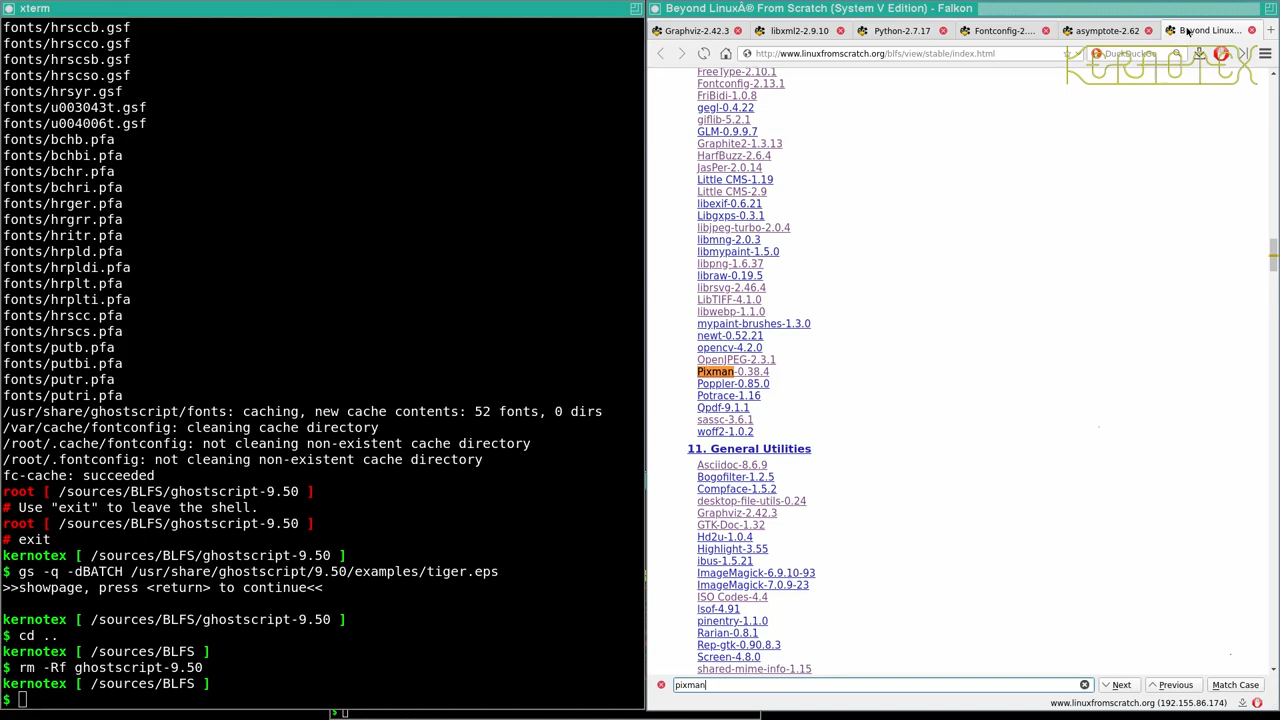 xterm
fonts/hrsccb.gsf
fonts/hrscco.gsf
fonts/hrscsb.gsf
fonts/hrscso.gsf
fonts/hrsyr.gsf
fonts/u003043t.gsf
fonts/u004006t.gsf
fonts/bchb.pfa
fonts/bchbi.pfa
fonts/bchr.pfa
fonts/bchri.pfa
fonts/hrger.pfa
fonts/hrgrr.pfa
fonts/hritr.pfa
fonts/hrpld.pfa
fonts/hrpldi.pfa
fonts/hrplt.pfa
fonts/hrplti.pfa
fonts/hrscc.pfa
fonts/hrscs.pfa
fonts/putb.pfa
fonts/putbi.pfa
fonts/putr.pfa
fonts/putri.pfa
/usr/share/ghostscript/fonts: caching, new cache contents: 52 fonts, 0 dirs
/var/cache/fontconfig: cleaning cache directory
/root/.cache/fontconfig: not cleaning non-existent cache directory
/root/.fontconfig: not cleaning non-existent cache directory
fc-cache: succeeded
root [ /sources/BLFS/ghostscript-9.50 ]
# Use "exit" to leave the shell.
root [ /sources/BLFS/ghostscript-9.50 ]
# exit
kernotex [ /sources/BLFS/ghostscript-9.50 ]
$ gs -q -dBATCH /usr/share/ghostscript/9.50/examples/tiger.eps
>>showpage, press <return> to continue<<
kernotex [ /sources/BLFS/ghostscript-9.50 ]
$ cd ..
kernotex [ /sources/BLFS ]
$ rm -Rf ghostscript-9.50
kernotex [ /sources/BLFS ]
$
Beyond LinuxÂ® From Scratch (System V Edition) - Falkon
Graphviz-2.42.3
libxml2-2.9.10
Python-2.7.17
Fontconfig-2....
asymptote-2.62
Beyond Linux...
http://www.linuxfromscratch.org/blfs/view/stable/index.html
DuckDuckGo
KERNOTEX
FreeType-2.10.1
Fontconfig-2.13.1
FriBidi-1.0.8
gegl-0.4.22
giflib-5.2.1
GLM-0.9.9.7
Graphite2-1.3.13
HarfBuzz-2.6.4
JasPer-2.0.14
Little CMS-1.19
Little CMS-2.9
libexif-0.6.21
Libgxps-0.3.1
libjpeg-turbo-2.0.4
libmng-2.0.3
libmypaint-1.5.0
libpng-1.6.37
libraw-0.19.5
librsvg-2.46.4
LibTIFF-4.1.0
libwebp-1.1.0
mypaint-brushes-1.3.0
newt-0.52.21
opencv-4.2.0
OpenJPEG-2.3.1
Pixman-0.38.4
Poppler-0.85.0
Potrace-1.16
Qpdf-9.1.1
sassc-3.6.1
woff2-1.0.2
11. General Utilities
Asciidoc-8.6.9
Bogofilter-1.2.5
Compface-1.5.2
desktop-file-utils-0.24
Graphviz-2.42.3
GTK-Doc-1.32
Hd2u-1.0.4
Highlight-3.55
ibus-1.5.21
ImageMagick-6.9.10-93
ImageMagick-7.0.9-23
ISO Codes-4.4
lsof-4.91
pinentry-1.1.0
Rarian-0.8.1
Rep-gtk-0.90.8.3
Screen-4.8.0
shared-mime-info-1.15
pixman
Next
Previous
Match Case
www.linuxfromscratch.org (192.155.86.174)